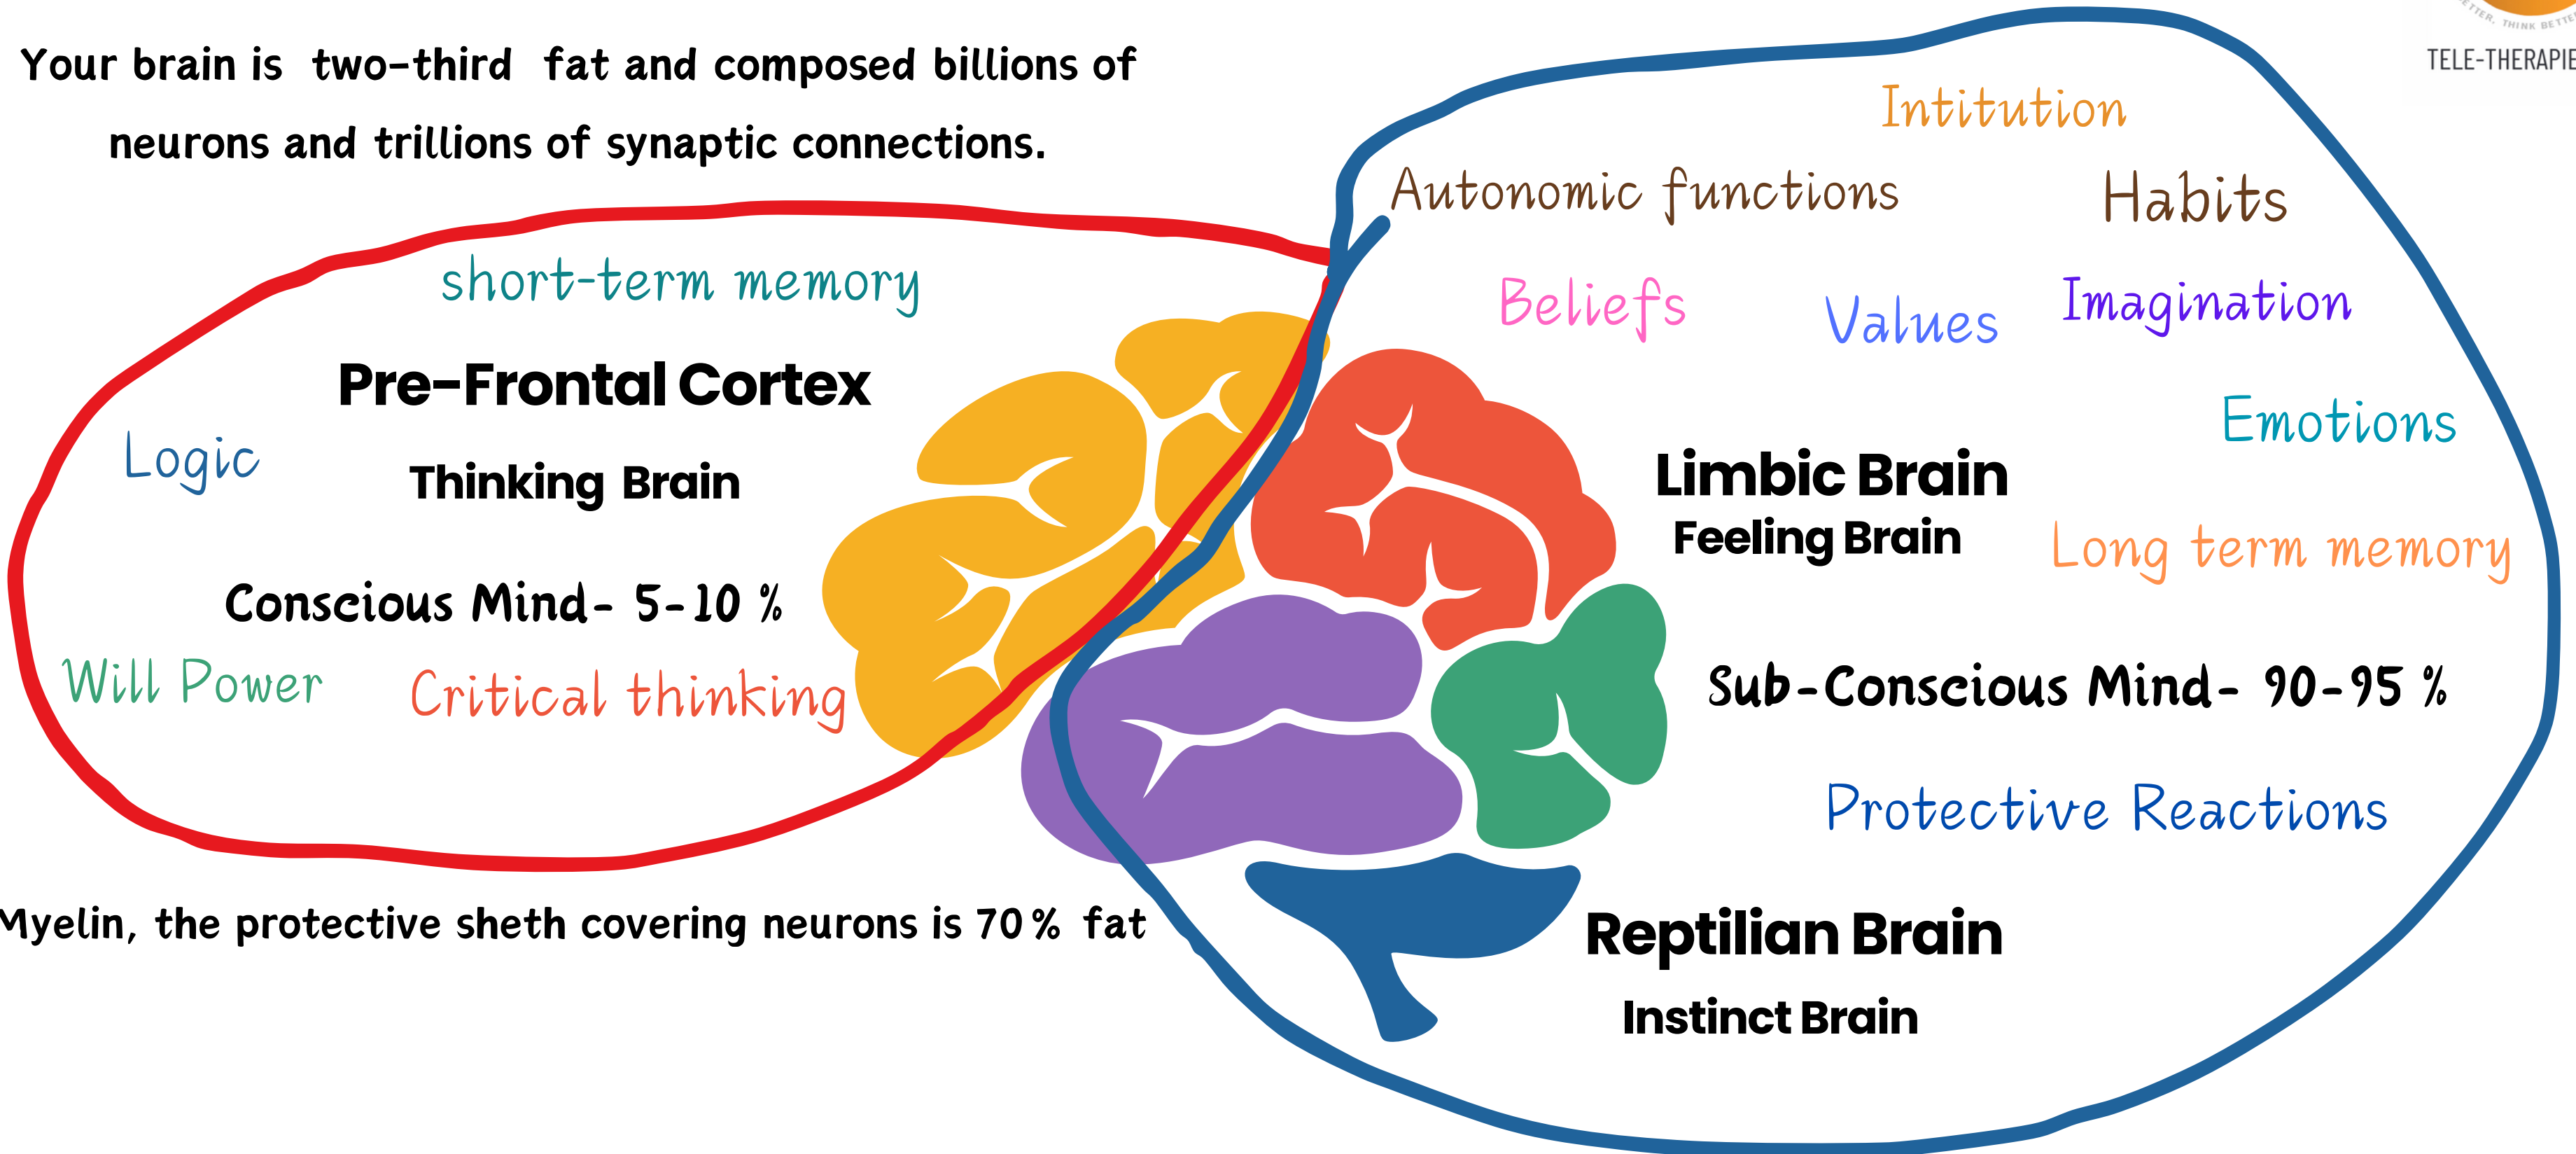 Your brain is two-third fat and composed billions of
neurons and trillions of synaptic connections.
short-term memory
Pre-Frontal Cortex
Logic
Thinking Brain
Conscious Mind- 5-10 %
Will Power
Critical thinking
Myelin, the protective sheth covering neurons is 70% fat
THINK BETTER
TELE-THERAPIE
Intitution
Autonomic functions
Habits
Beliefs
Values
Imagination
Emotions
Limbic Brain
Feeling Brain
Long term memory
Sub-Conscious Mind- 90-95 %
Protective Reactions
Reptilian Brain
Instinct Brain